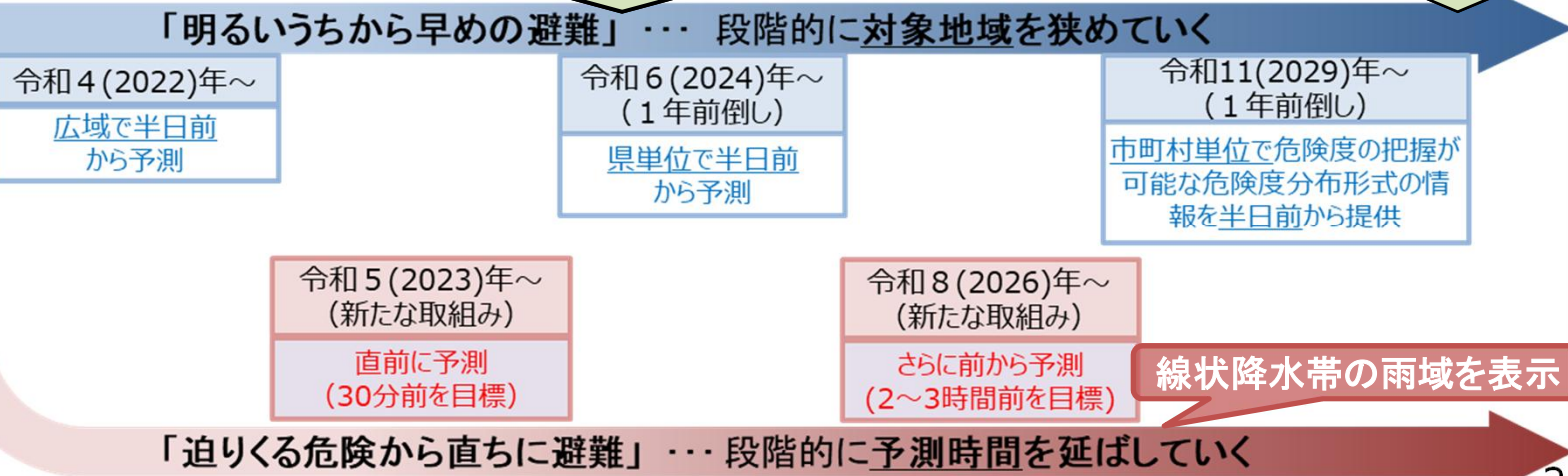 「明るいうちから早めの避難」･･･ 段階的に対象地域を狭めていく
令和４(2022)年～
広域で半日前
から予測
令和６(2024)年～
(１年前倒し)
県単位で半日前
から予測
令和11(2029)年～
(１年前倒し)
市町村単位で危険度の把握が
可能な危険度分布形式の情
報を半日前から提供
令和５(2023)年～
(新たな取組み)
直前に予測
(30分前を目標)
令和８(2026)年～
(新たな取組み)
さらに前から予測
(2～3時間前を目標)
線状降水帯の雨域を表示
「迫りくる危険から直ちに避難」･･･段階的に予測時間を延ばしていく